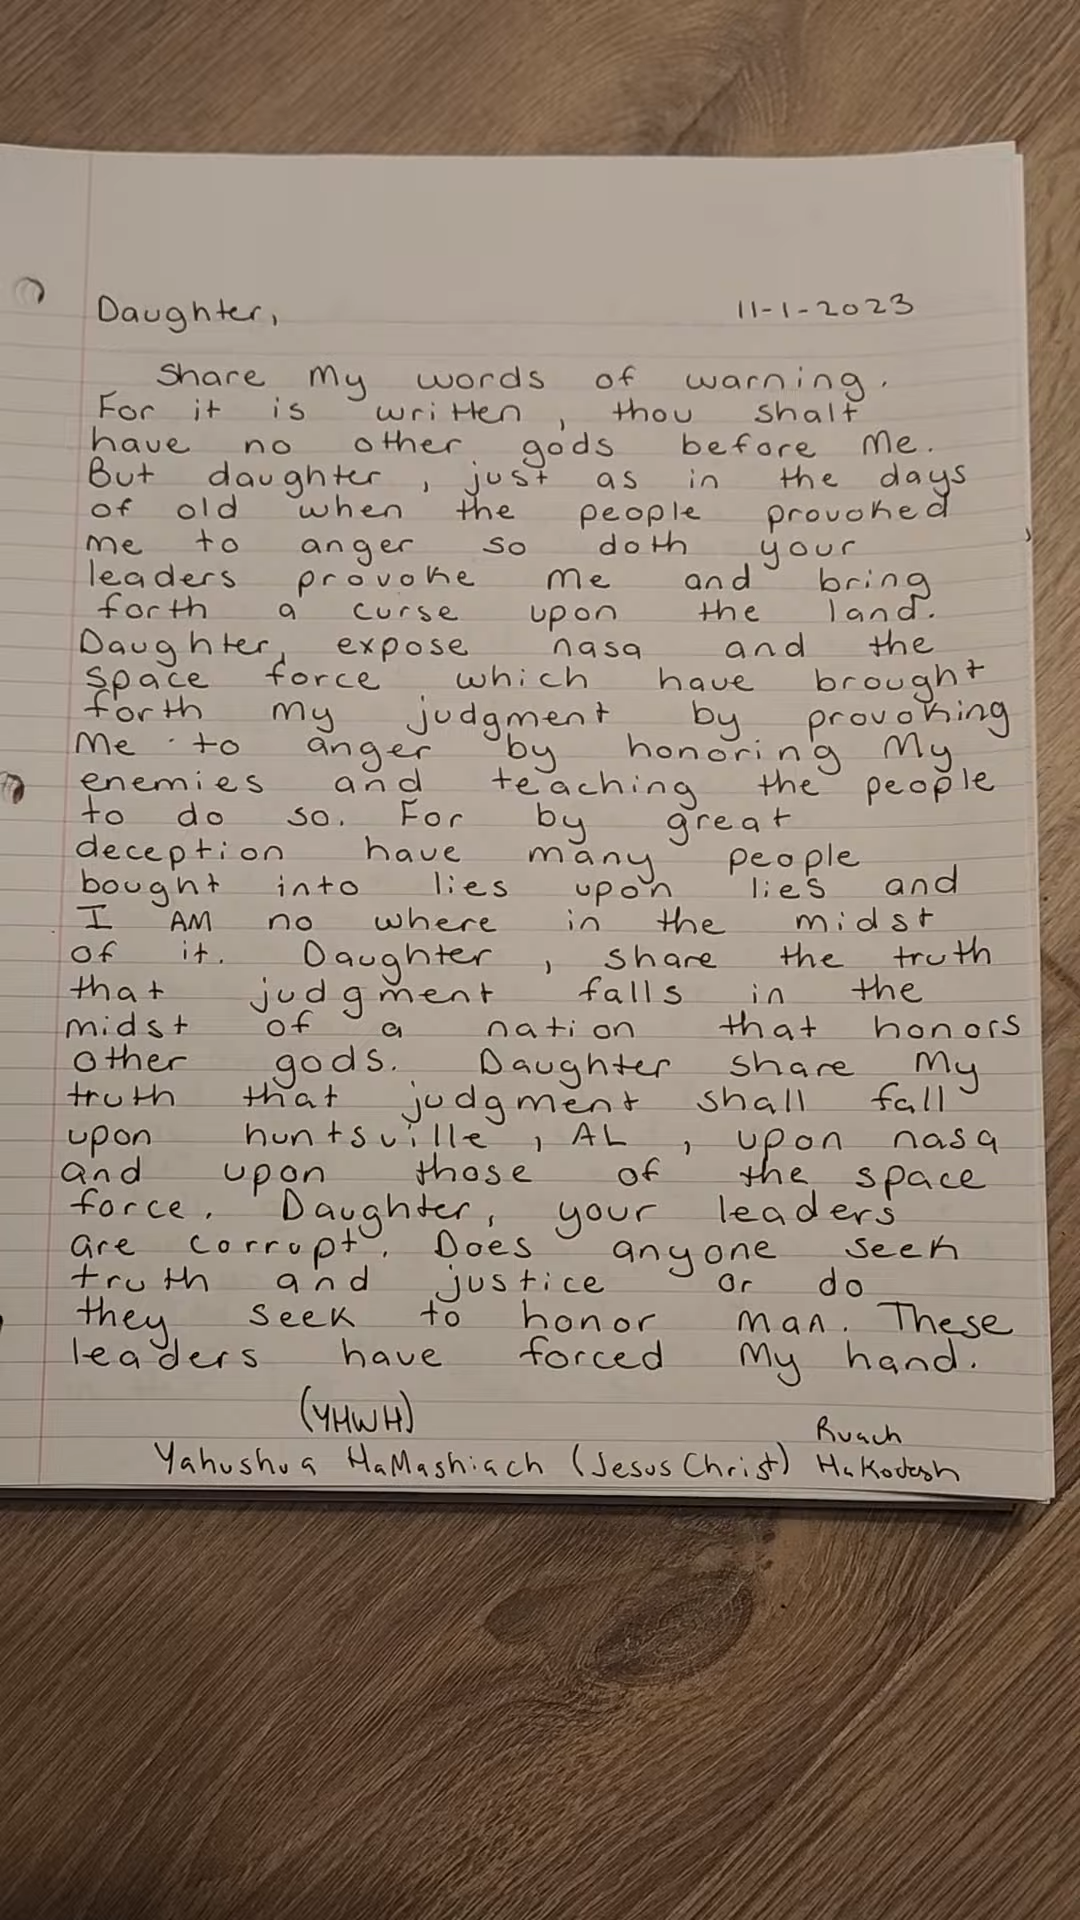 Daughter, 11-1-2023
Share My words of warning.
For it is written, thou shalt
have no other gods before Me.
But daughter, just as in the days
of old when the people provoked
me to anger so doth your
leaders provoke Me and bring
forth a curse upon the land.
Daughter, expose nasa and the
space force which have brought
forth My judgment by provoking
Me to anger by honoring My
enemies and teaching the people
to do so. For by great
deception have many people
bought into lies upon lies and
I AM no where in the midst
of it. Daughter, share the truth
that judgment falls in the
midst of a nation that honors
other gods. Daughter share My
truth that judgment shall fall
upon huntsville, AL, upon nasa
and upon those of the space
force. Daughter, your leaders
are corrupt. Does anyone seek
truth and justice or do
they seek to honor man. These
leaders have forced My hand.
(YHWH)
Yahushua HaMashiach (Jesus Christ) Ruach
HaKodesh